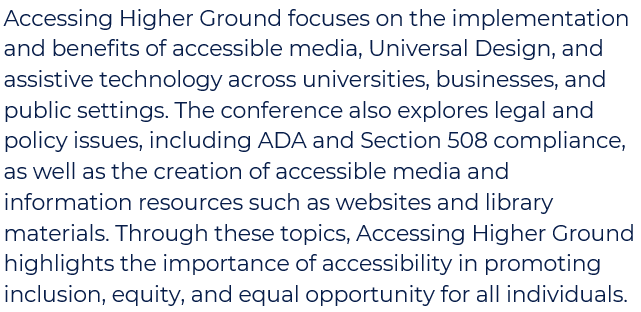 Accessing Higher Ground focuses on the implementation
and benefits of accessible media, Universal Design, and
assistive technology across universities, businesses, and
public settings. The conference also explores legal and
policy issues, including ADA and Section 508 compliance,
as well as the creation of accessible media and
information resources such as websites and library
materials. Through these topics, Accessing Higher Ground
highlights the importance of accessibility in promoting
inclusion, equity, and equal opportunity for all individuals.